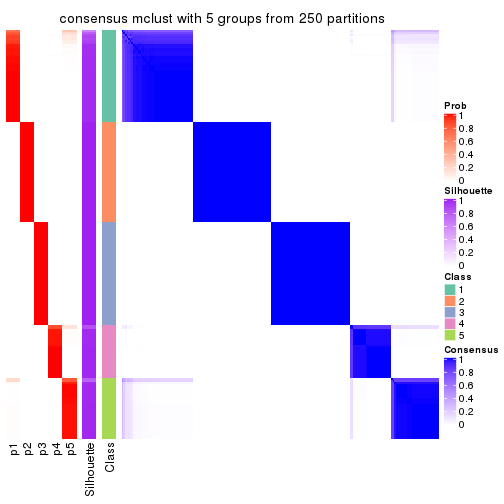 consensus mclust with 5 groups from 250 partitions
Prob
1
0.8
0.6
0.4
0.2
0
Silhouette
1
0.8
0.6
0.4
0.2
0
Class
1
2
3
4
5
Consensus
1
0.8
0.6
0.4
0.2
0
p1
p2
p3
p4
p5
Silhouette
Class